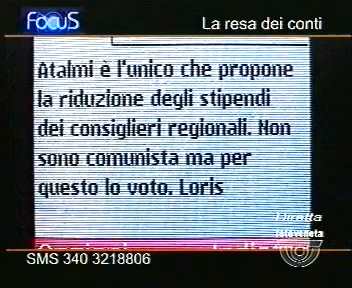 FOCUS
La resa dei conti
Atalmi è l'unico che propone
la riduzione degli stipendi
dei consiglieri regionali. Non
sono comunista ma per
questo lo voto. Loris
Diretta
televeneta
SMS 340 3218806